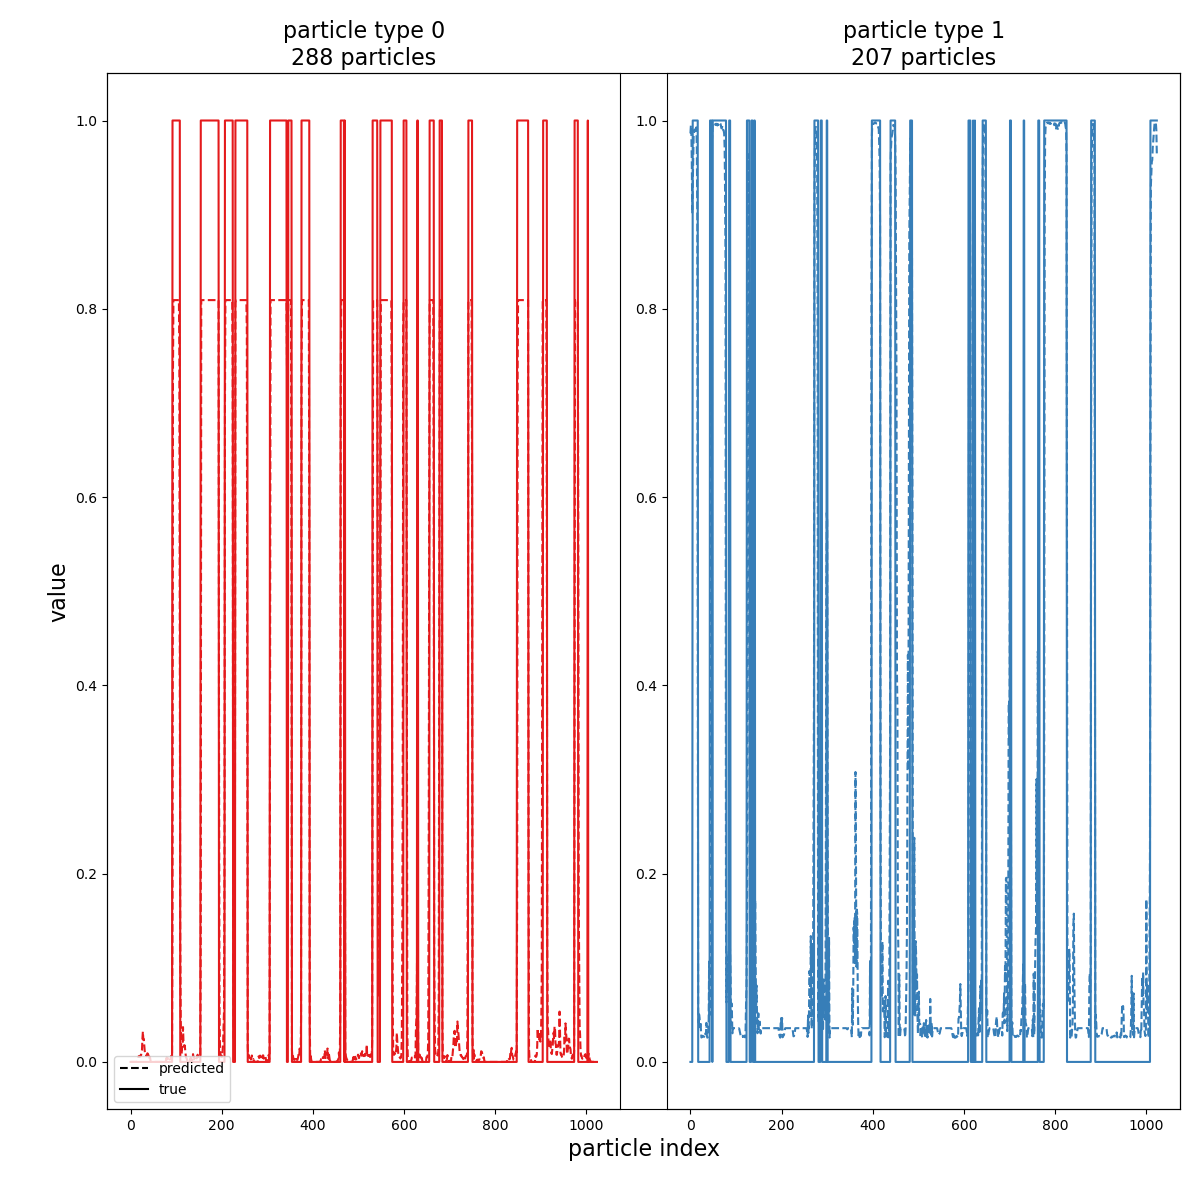 particle type 0
288 particles
particle type 1
207 particles
1.0
0.8
0.6
0.4
0.2
0.0
1.0
0.8
0.6
0.4
0.2
0.0
value
predicted
true
0 200 400 600 800 1000
0 200 400 600 800 1000
particle index